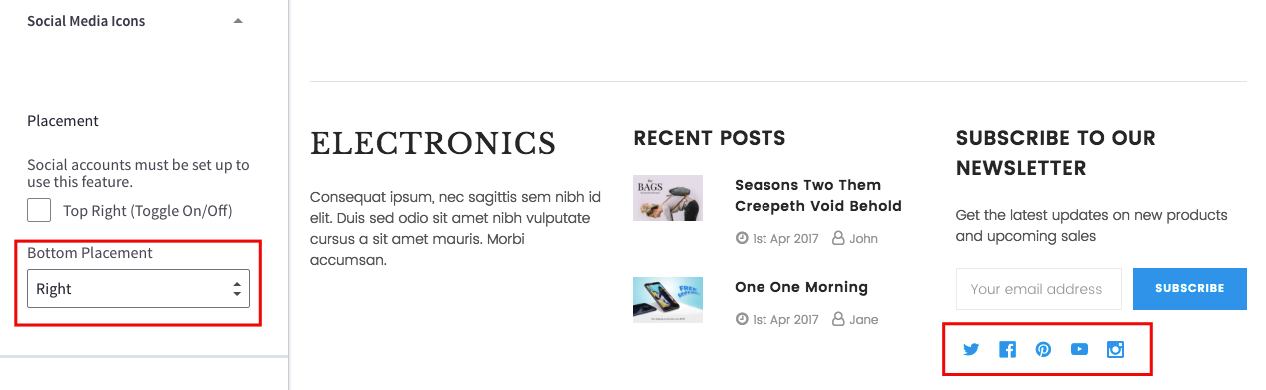 Social Media Icons
Placement
Social accounts must be set up to
use this feature.
Top Right (Toggle On/Off)
Bottom Placement
Right
ELECTRONICS
Consequat ipsum, nec sagittis sem nibh id
elit. Duis sed odio sit amet nibh vulputate
cursus a sit amet mauris. Morbi
accumsan.
RECENT POSTS
BAGS
Seasons Two Them
Creepeth Void Behold
1st Apr 2017 John
FREE
One One Morning
1st Apr 2017 Jane
SUBSCRIBE TO OUR
NEWSLETTER
Get the latest updates on new products
and upcoming sales
Your email address
SUBSCRIBE